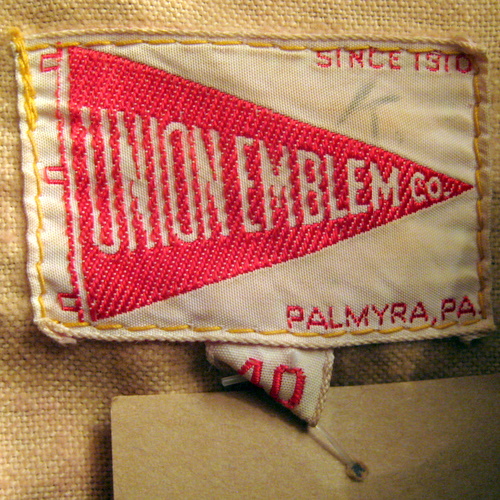 SINCE 1910
K
UNION EMBLEM CO.
PALMYRA, PA.
40